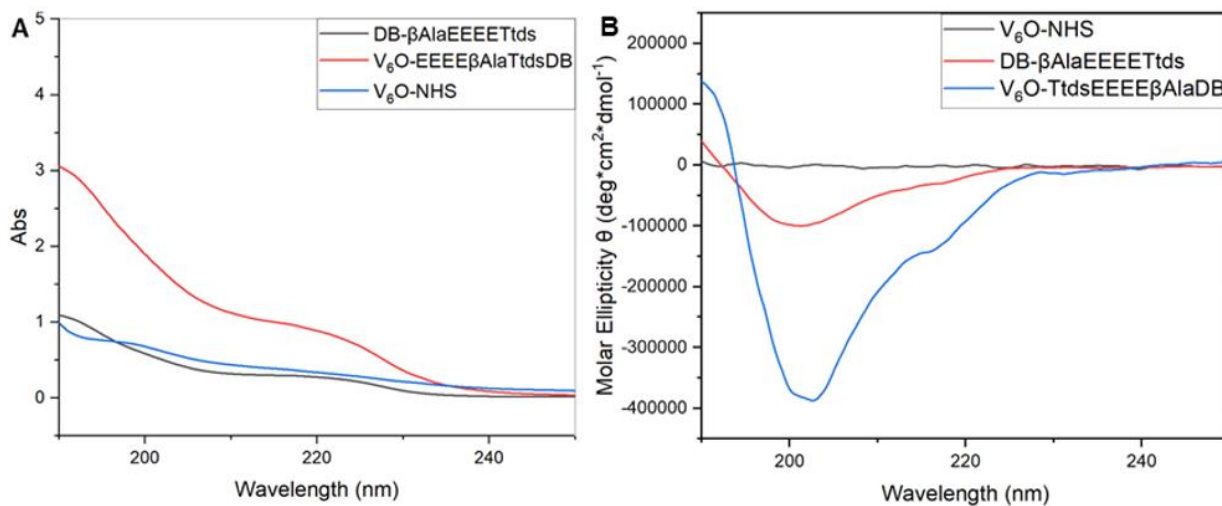 A
DB-βAlaEEEETtds
V₆O-EEEEβAlaTtdsDB
V₆O-NHS
5
4
3
2
1
0
Abs
200
220
240
Wavelength (nm)
B
V₆O-NHS
DB-βAlaEEEETtds
V₆O-TtdsEEEEβAlaDB
200000
100000
0
-100000
-200000
-300000
-400000
Molar Ellipticity θ (deg*cm²*dmol⁻¹)
200
220
240
Wavelength (nm)